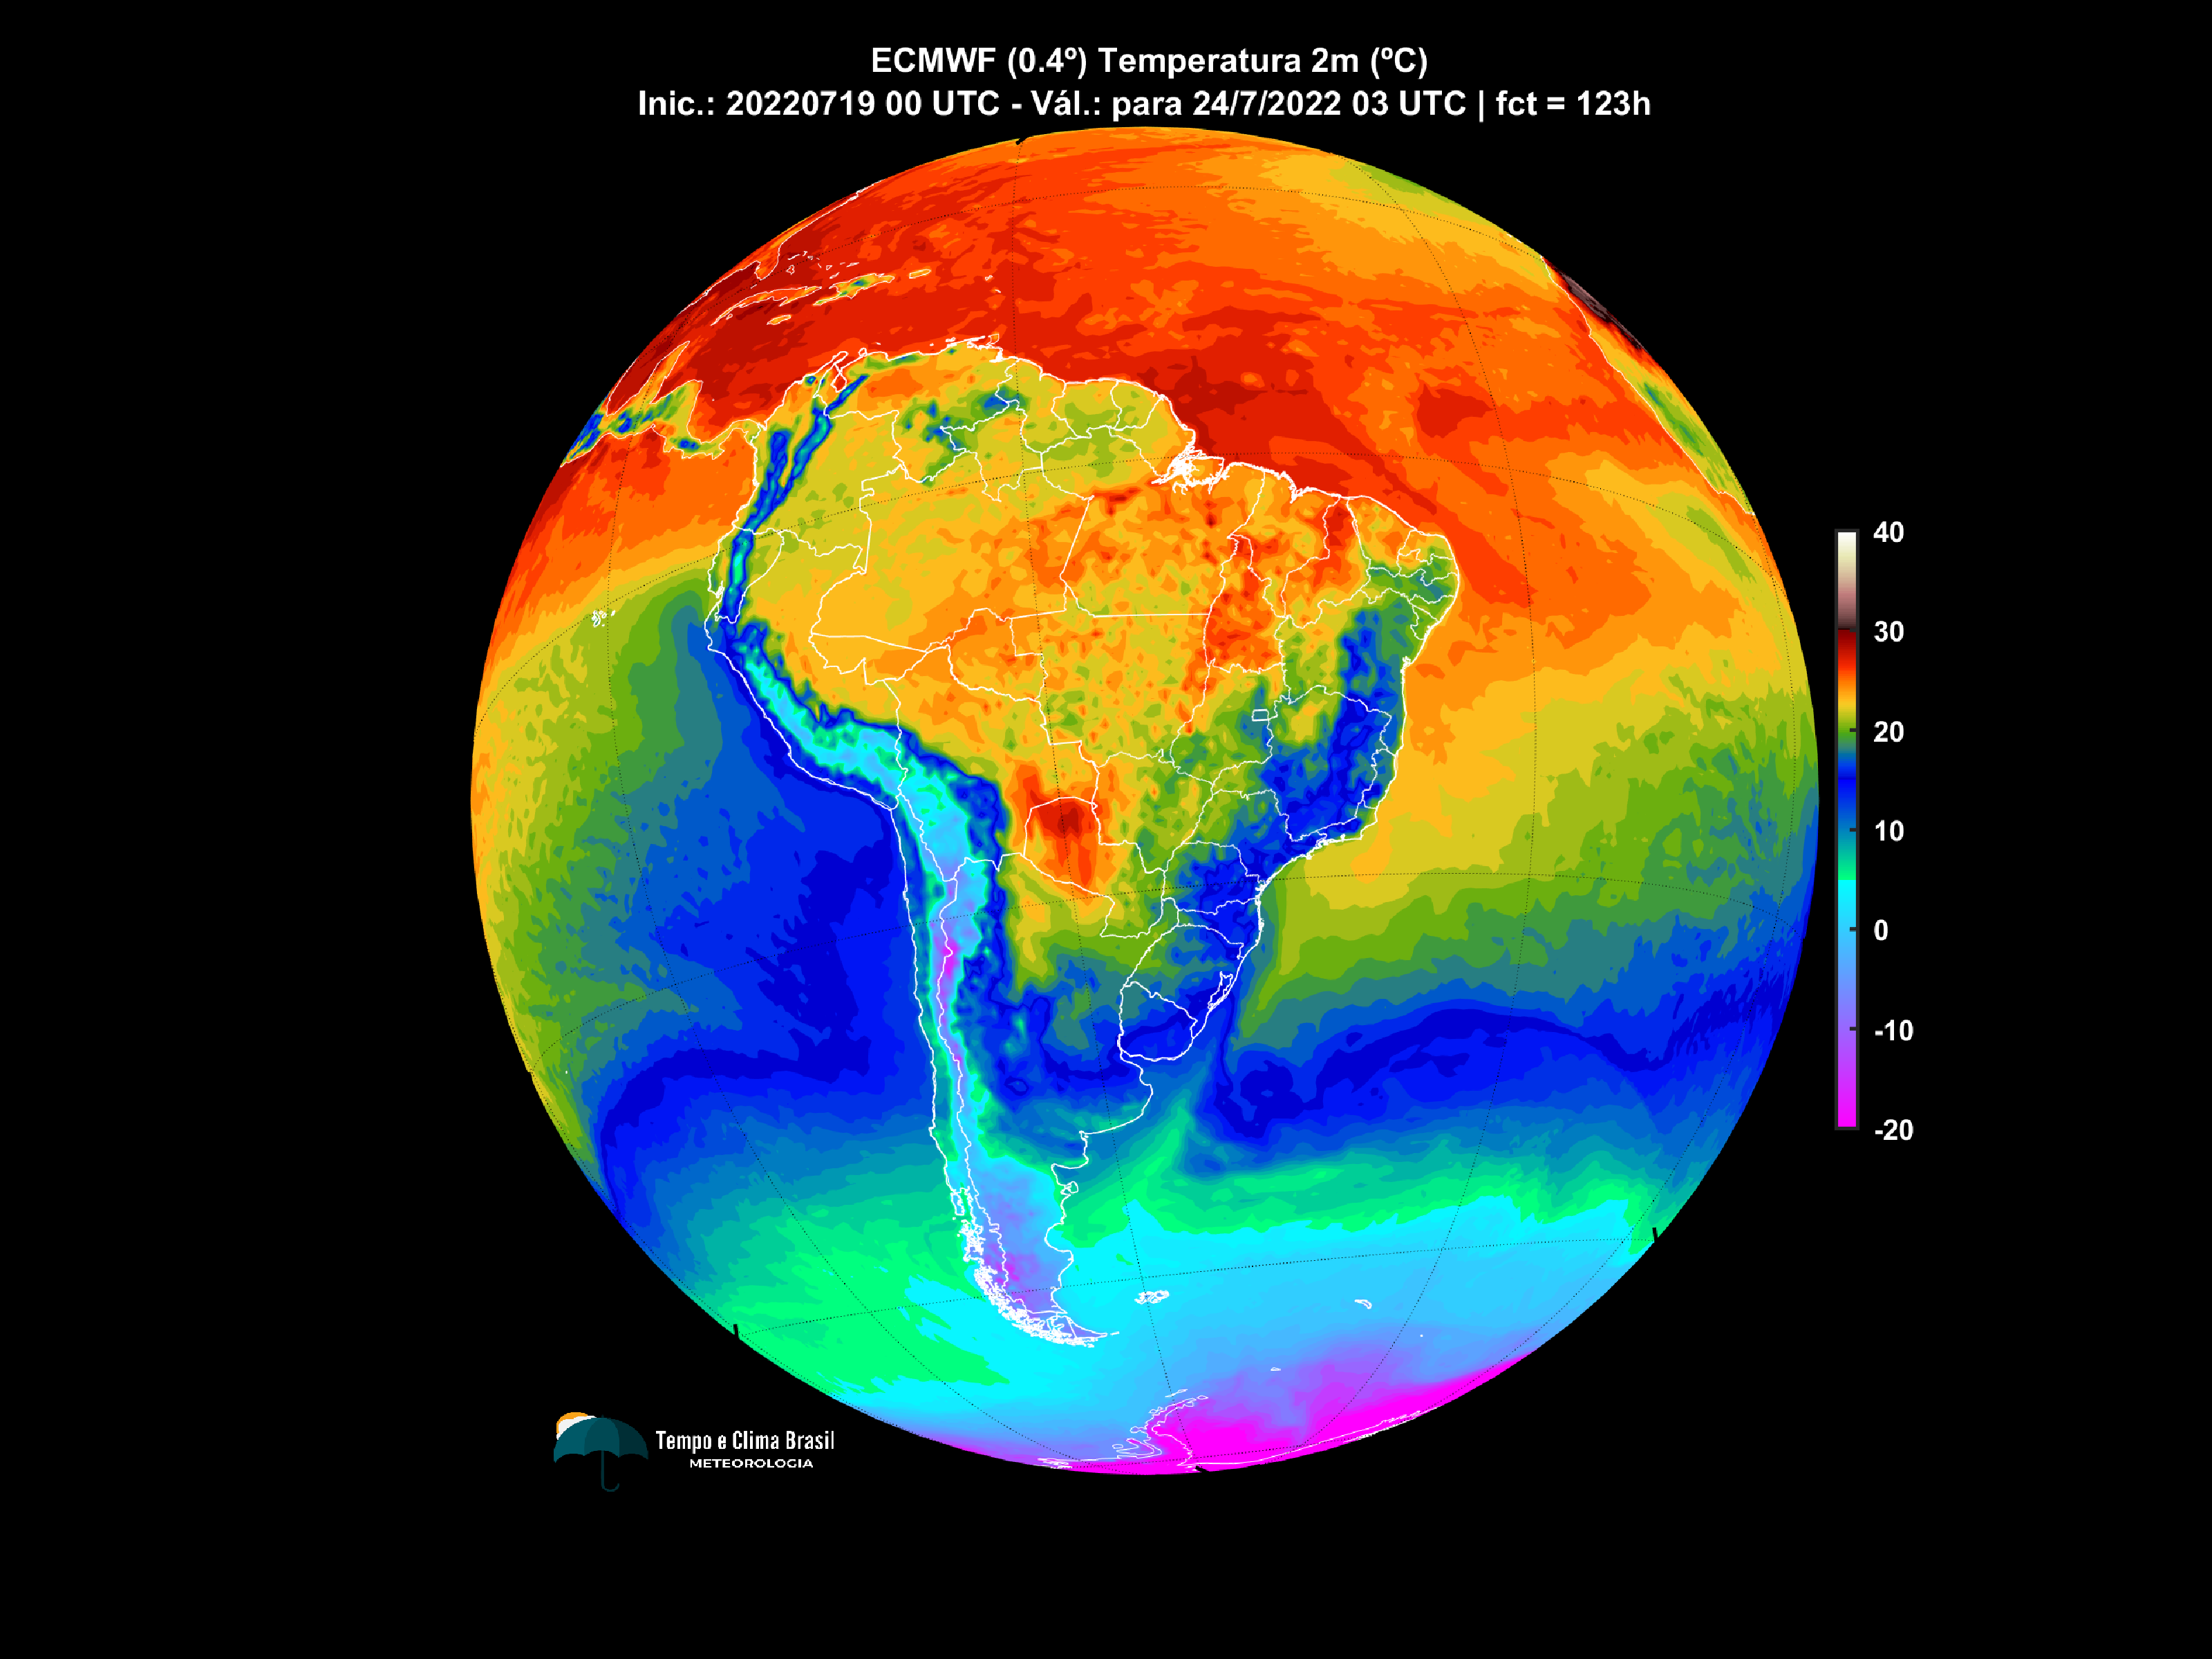 ECMWF (0.4º) Temperatura 2m (ºC)
Inic.: 20220719 00 UTC - Vál.: para 24/7/2022 03 UTC | fct = 123h
40
30
20
10
0
-10
-20
Tempo e Clima Brasil
METEOROLOGIA